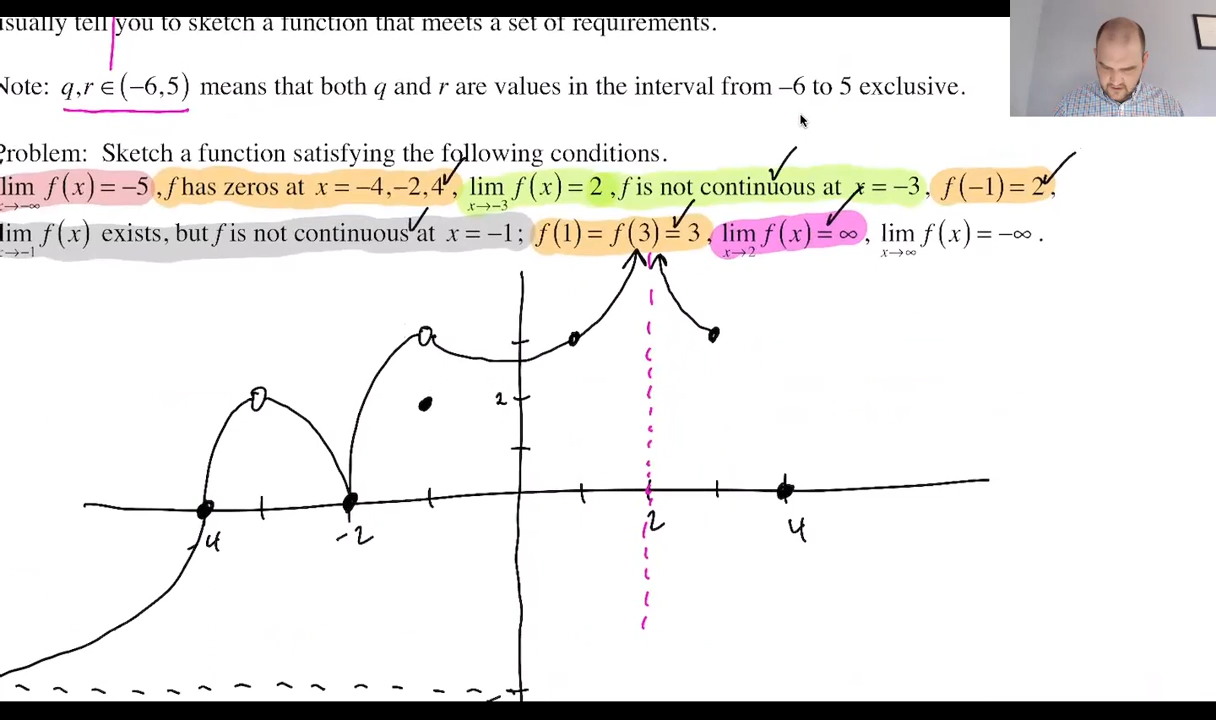 usually tell you to sketch a function that meets a set of requirements.
Note: q,r ∈ (−6,5) means that both q and r are values in the interval from −6 to 5 exclusive.
Problem: Sketch a function satisfying the following conditions.
lim f(x) = −5, f has zeros at x = −4,−2,4, lim f(x) = 2, f is not continuous at x = −3, f(−1) = 2,
x→−∞ x→−3
lim f(x) exists, but f is not continuous at x = −1; f(1) = f(3) = 3, lim f(x) = ∞, lim f(x) = −∞.
x→−1 x→2 x→∞
2
-4 -2 2 4